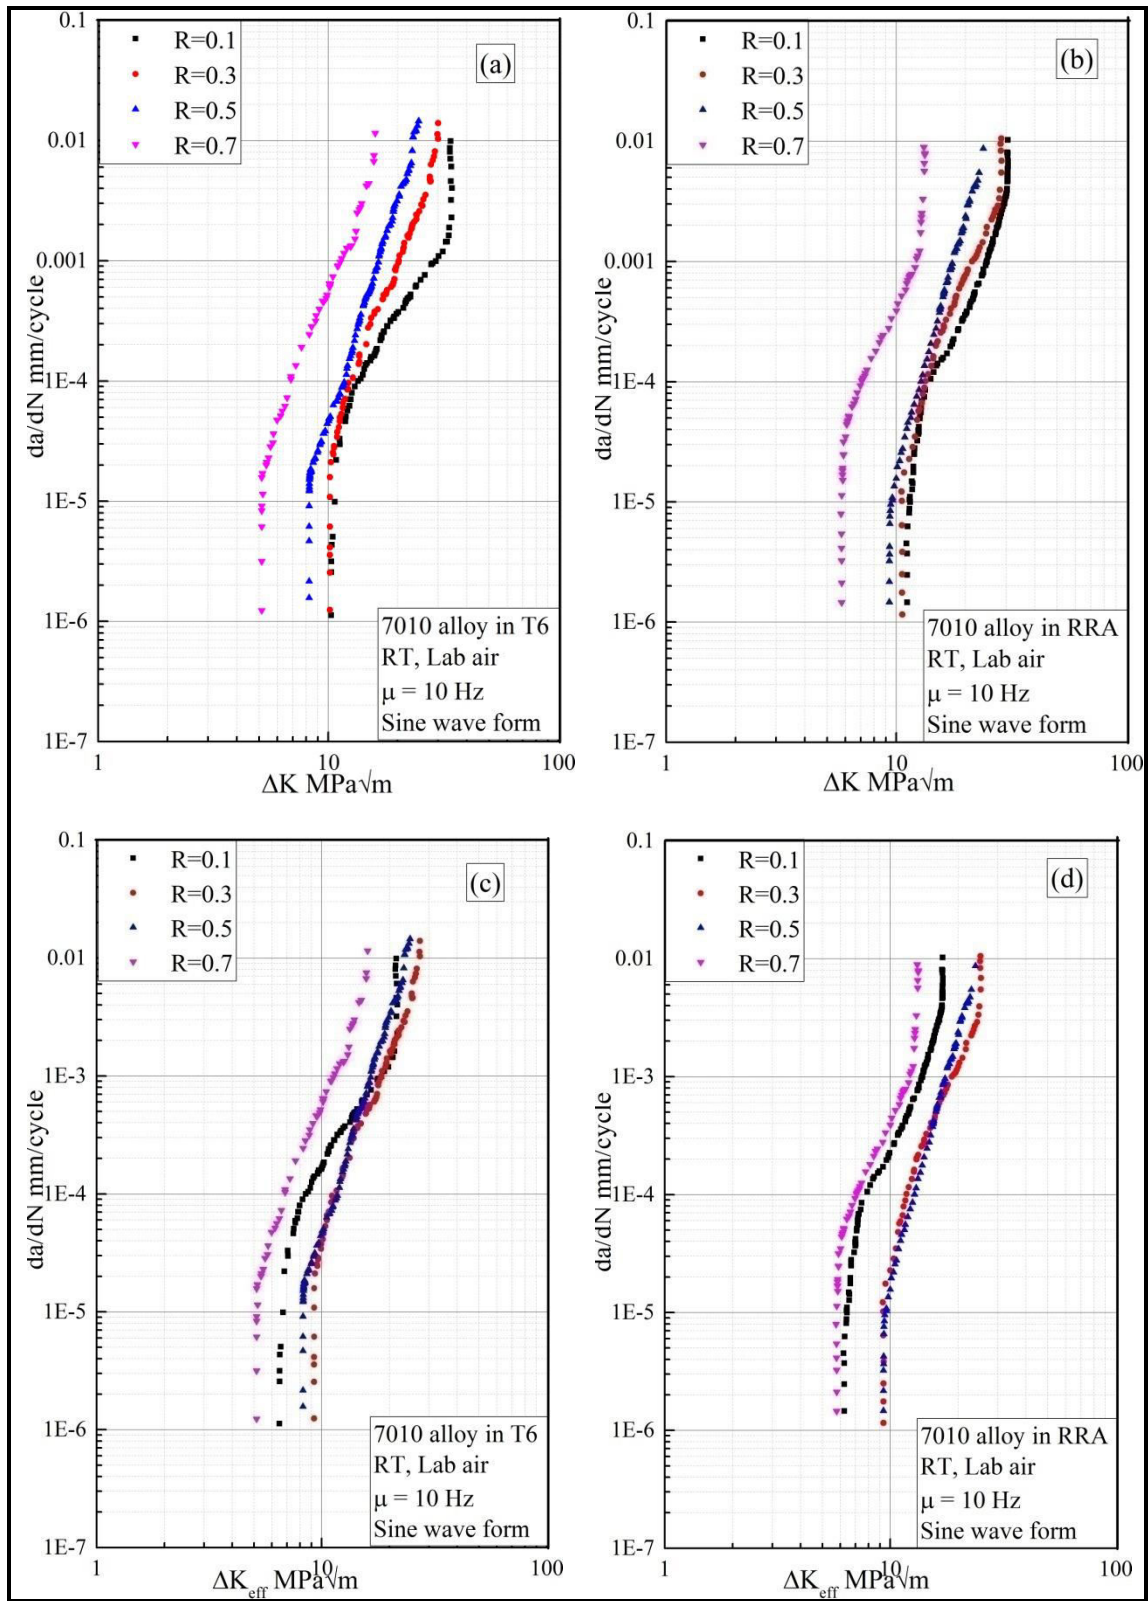 0.1
0.01
0.001
1E-4
1E-5
1E-6
1E-7
da/dN mm/cycle
R=0.1
R=0.3
R=0.5
R=0.7
(a)
7010 alloy in T6
RT, Lab air
μ = 10 Hz
Sine wave form
1
10
100
ΔK MPa√m
0.1
0.01
0.001
1E-4
1E-5
1E-6
1E-7
da/dN mm/cycle
R=0.1
R=0.3
R=0.5
R=0.7
(b)
7010 alloy in RRA
RT, Lab air
μ = 10 Hz
Sine wave form
1
10
100
ΔK MPa√m
0.1
0.01
1E-3
1E-4
1E-5
1E-6
1E-7
da/dN mm/cycle
R=0.1
R=0.3
R=0.5
R=0.7
(c)
7010 alloy in T6
RT, Lab air
μ = 10 Hz
Sine wave form
1
10
100
ΔKeff MPa√m
0.1
0.01
1E-3
1E-4
1E-5
1E-6
1E-7
da/dN mm/cycle
R=0.1
R=0.3
R=0.5
R=0.7
(d)
7010 alloy in RRA
RT, Lab air
μ = 10 Hz
Sine wave form
1
10
100
ΔKeff MPa√m